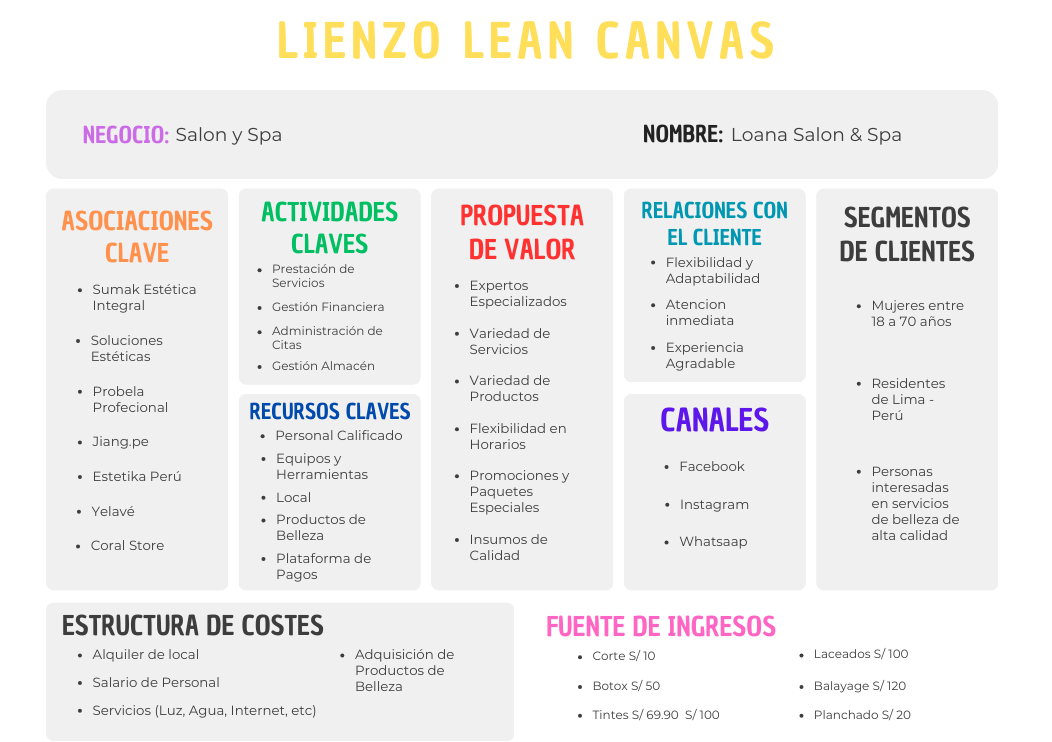 LIENZO LEAN CANVAS
NEGOCIO: Salon y Spa
NOMBRE: Loana Salon & Spa
ASOCIACIONES
CLAVE
• Sumak Estética
Integral
• Soluciones
Estéticas
• Probela
Profecional
• Jiang.pe
• Estetika Perú
• Yelavé
• Coral Store
ACTIVIDADES
CLAVES
• Prestación de
Servicios
• Gestión Financiera
• Administración de
Citas
• Gestión Almacén
RECURSOS CLAVES
• Personal Calificado
• Equipos y
Herramientas
• Local
• Productos de
Belleza
• Plataforma de
Pagos
PROPUESTA
DE VALOR
• Expertos
Especializados
• Variedad de
Servicios
• Variedad de
Productos
• Flexibilidad en
Horarios
• Promociones y
Paquetes
Especiales
• Insumos de
Calidad
RELACIONES CON
EL CLIENTE
• Flexibilidad y
Adaptabilidad
• Atencion
inmediata
• Experiencia
Agradable
CANALES
• Facebook
• Instagram
• Whatsaap
SEGMENTOS
DE CLIENTES
• Mujeres entre
18 a 70 años
• Residentes
de Lima -
Perú
• Personas
interesadas
en servicios
de belleza de
alta calidad
ESTRUCTURA DE COSTES
• Alquiler de local
• Salario de Personal
• Servicios (Luz, Agua, Internet, etc)
• Adquisición de
Productos de
Belleza
FUENTE DE INGRESOS
• Corte S/ 10
• Botox S/ 50
• Tintes S/ 69.90 S/ 100
• Laceados S/ 100
• Balayage S/ 120
• Planchado S/ 20